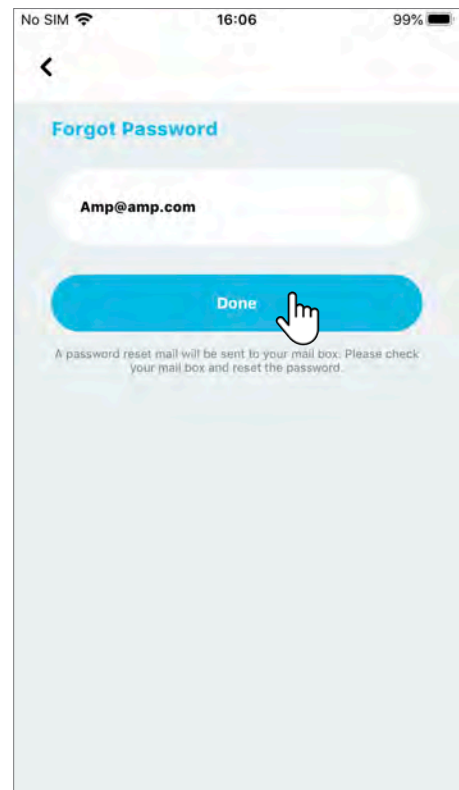 No SIM 16:06 99%
Forgot Password
Amp@amp.com
Done
A password reset mail will be sent to your mail box. Please check
your mail box and reset the password.